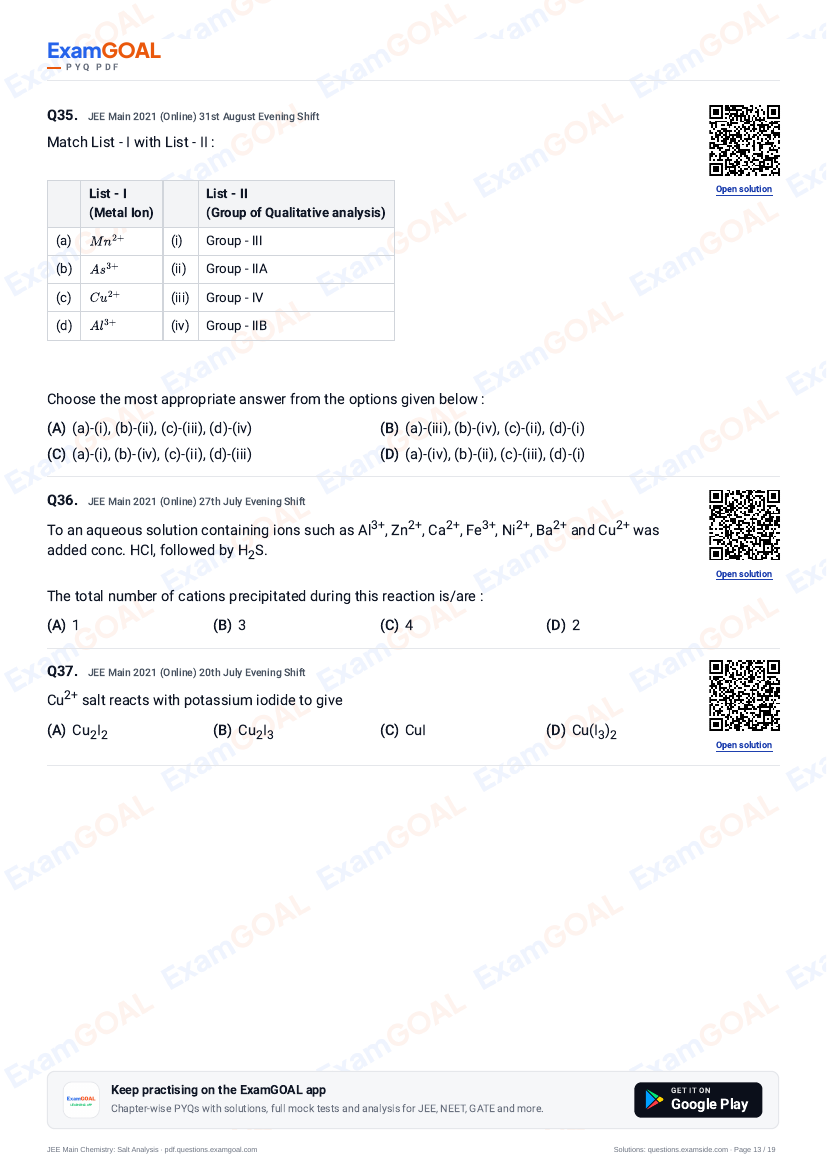 ExamGOAL
PYQ PDF
Q35. JEE Main 2021 (Online) 31st August Evening Shift
Match List - I with List - II :
Open solution
List - I
(Metal Ion)
List - II
(Group of Qualitative analysis)
(a) Mn²⁺ (i) Group - III
(b) As³⁺ (ii) Group - IIA
(c) Cu²⁺ (iii) Group - IV
(d) Al³⁺ (iv) Group - IIB
Choose the most appropriate answer from the options given below :
(A) (a)-(i), (b)-(ii), (c)-(iii), (d)-(iv) (B) (a)-(iii), (b)-(iv), (c)-(ii), (d)-(i)
(C) (a)-(i), (b)-(iv), (c)-(ii), (d)-(iii) (D) (a)-(iv), (b)-(ii), (c)-(iii), (d)-(i)
Q36. JEE Main 2021 (Online) 27th July Evening Shift
To an aqueous solution containing ions such as Al³⁺, Zn²⁺, Ca²⁺, Fe³⁺, Ni²⁺, Ba²⁺ and Cu²⁺ was
added conc. HCl, followed by H₂S.
Open solution
The total number of cations precipitated during this reaction is/are :
(A) 1 (B) 3 (C) 4 (D) 2
Q37. JEE Main 2021 (Online) 20th July Evening Shift
Cu²⁺ salt reacts with potassium iodide to give
(A) Cu₂I₂ (B) Cu₂I₃ (C) CuI (D) Cu(I₃)₂
Open solution
Keep practising on the ExamGOAL app
Chapter-wise PYQs with solutions, full mock tests and analysis for JEE, NEET, GATE and more.
GET IT ON
Google Play
JEE Main Chemistry: Salt Analysis · pdf.questions.examgoal.com Solutions: questions.examside.com · Page 13 / 19